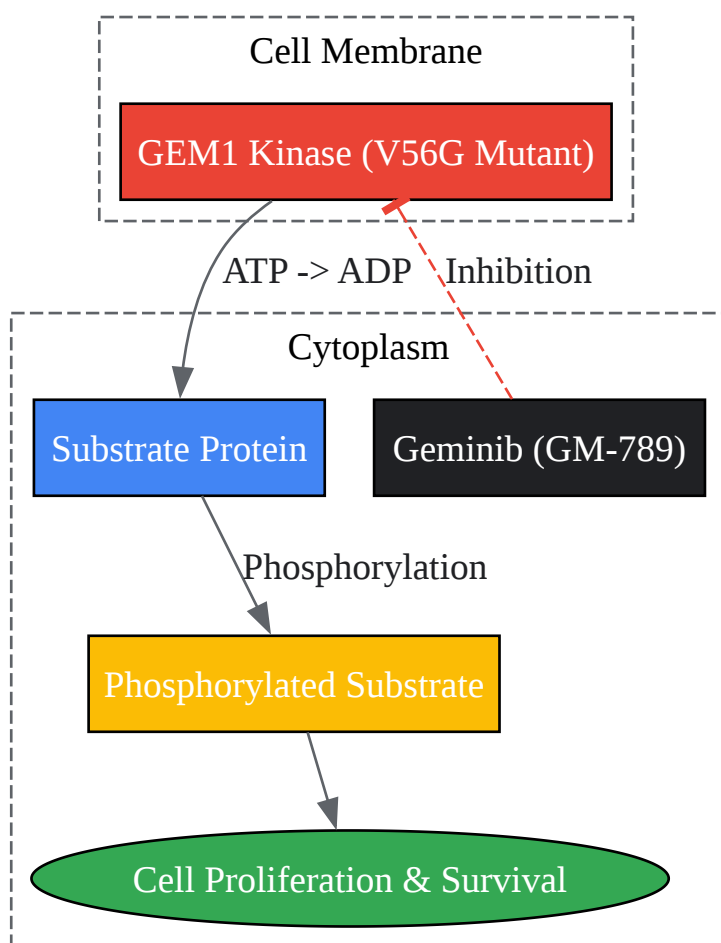 Cell Membrane
GEM1 Kinase (V56G Mutant)
ATP -> ADP
Inhibition
Cytoplasm
Substrate Protein
Geminib (GM-789)
Phosphorylation
Phosphorylated Substrate
Cell Proliferation & Survival